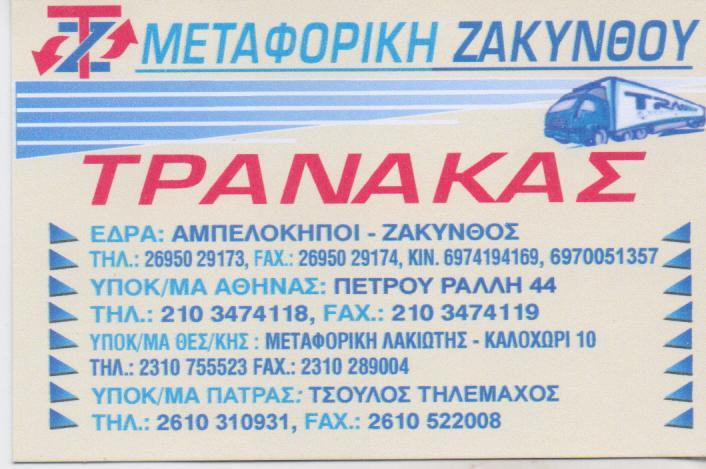 ΤΖ
ΜΕΤΑΦΟΡΙΚΗ ΖΑΚΥΝΘΟΥ
ΤΡΑΝΑΚΑΣ
ΕΔΡΑ: ΑΜΠΕΛΟΚΗΠΟΙ - ΖΑΚΥΝΘΟΣ
ΤΗΛ.: 26950 29173, FAX.: 26950 29174, ΚΙΝ. 6974194169, 6970051357
ΥΠΟΚ/ΜΑ ΑΘΗΝΑΣ: ΠΕΤΡΟΥ ΡΑΛΛΗ 44
ΤΗΛ.: 210 3474118, FAX.: 210 3474119
ΥΠΟΚ/ΜΑ ΘΕΣ/ΚΗΣ : ΜΕΤΑΦΟΡΙΚΗ ΛΑΚΙΩΤΗΣ - ΚΑΛΟΧΩΡΙ 10
ΤΗΛ.: 2310 755523 FAX.: 2310 289004
ΥΠΟΚ/ΜΑ ΠΑΤΡΑΣ: ΤΣΟΥΛΟΣ ΤΗΛΕΜΑΧΟΣ
ΤΗΛ.: 2610 310931, FAX.: 2610 522008